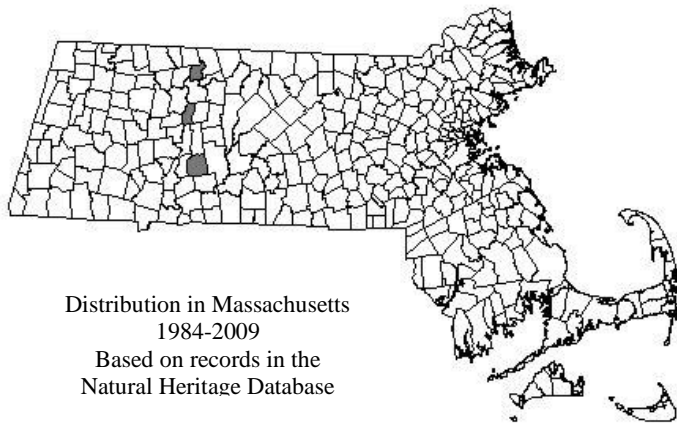 Distribution in Massachusetts
1984-2009
Based on records in the
Natural Heritage Database